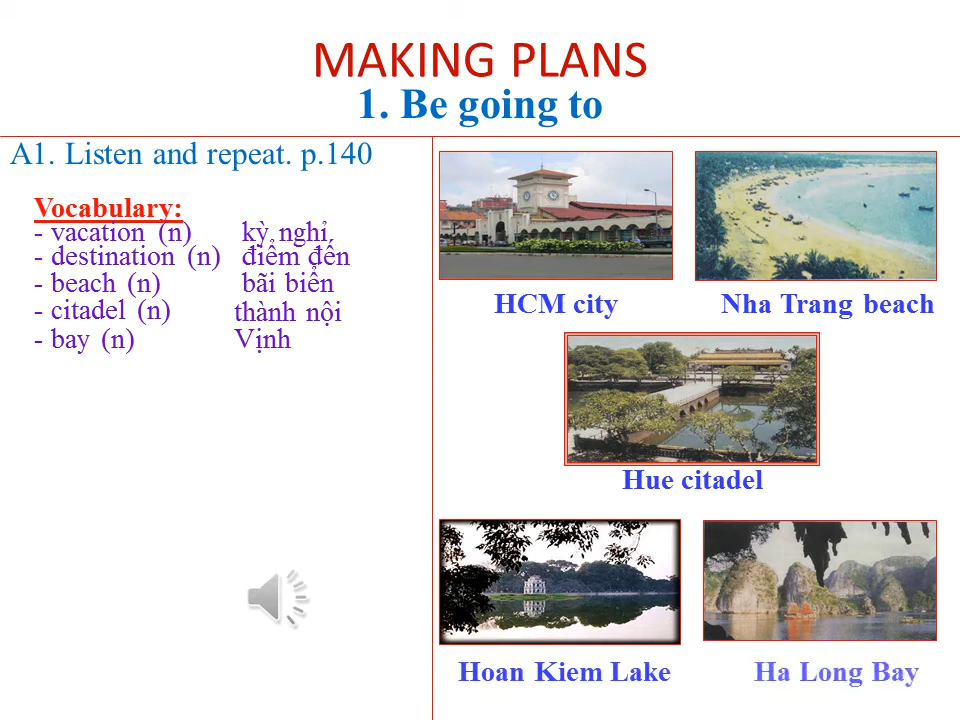 MAKING PLANS
1. Be going to
A1. Listen and repeat. p.140
Vocabulary:
- vacation (n) kỳ nghỉ
- destination (n) điểm đến
- beach (n) bãi biển
- citadel (n) thành nội
- bay (n) Vịnh
HCM city
Nha Trang beach
Hue citadel
Hoan Kiem Lake
Ha Long Bay